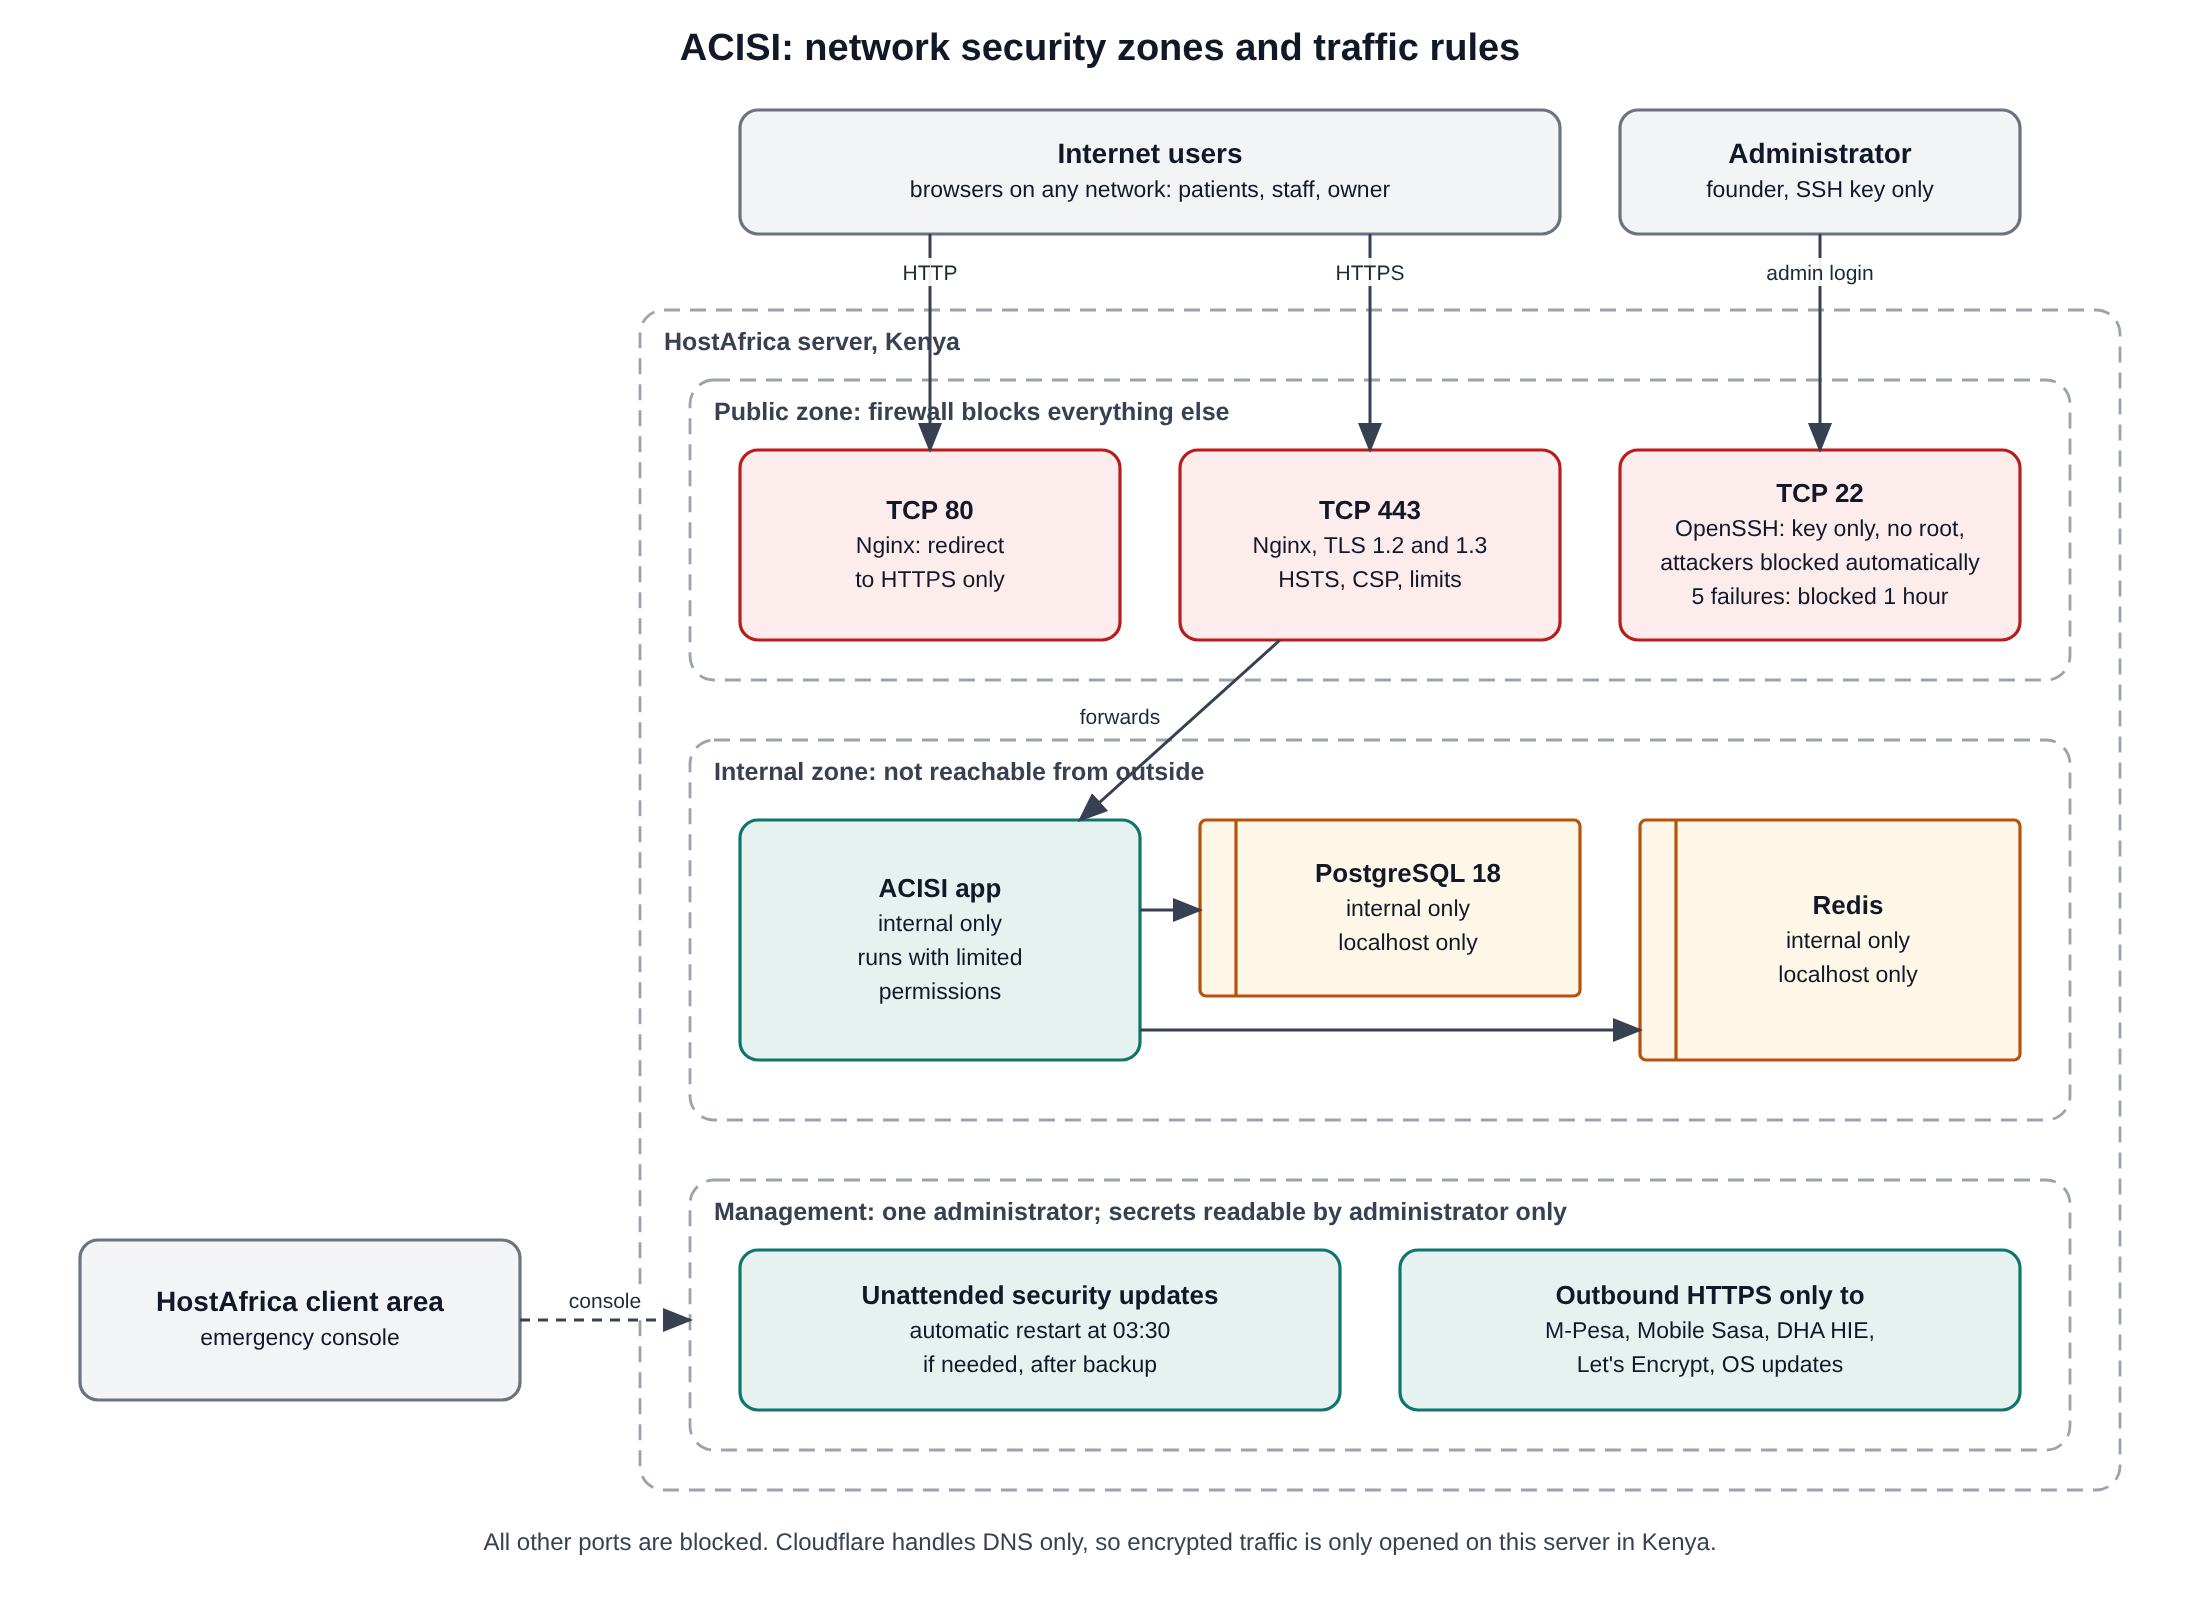 ACISI: network security zones and traffic rules
Internet users
browsers on any network: patients, staff, owner
Administrator
founder, SSH key only
HTTP
HTTPS
admin login
HostAfrica server, Kenya
Public zone: firewall blocks everything else
TCP 80
Nginx: redirect
to HTTPS only
TCP 443
Nginx, TLS 1.2 and 1.3
HSTS, CSP, limits
TCP 22
OpenSSH: key only, no root,
attackers blocked automatically
5 failures: blocked 1 hour
forwards
Internal zone: not reachable from outside
ACISI app
internal only
runs with limited
permissions
PostgreSQL 18
internal only
localhost only
Redis
internal only
localhost only
Management: one administrator; secrets readable by administrator only
HostAfrica client area
emergency console
console
Unattended security updates
automatic restart at 03:30
if needed, after backup
Outbound HTTPS only to
M-Pesa, Mobile Sasa, DHA HIE,
Let's Encrypt, OS updates
All other ports are blocked. Cloudflare handles DNS only, so encrypted traffic is only opened on this server in Kenya.